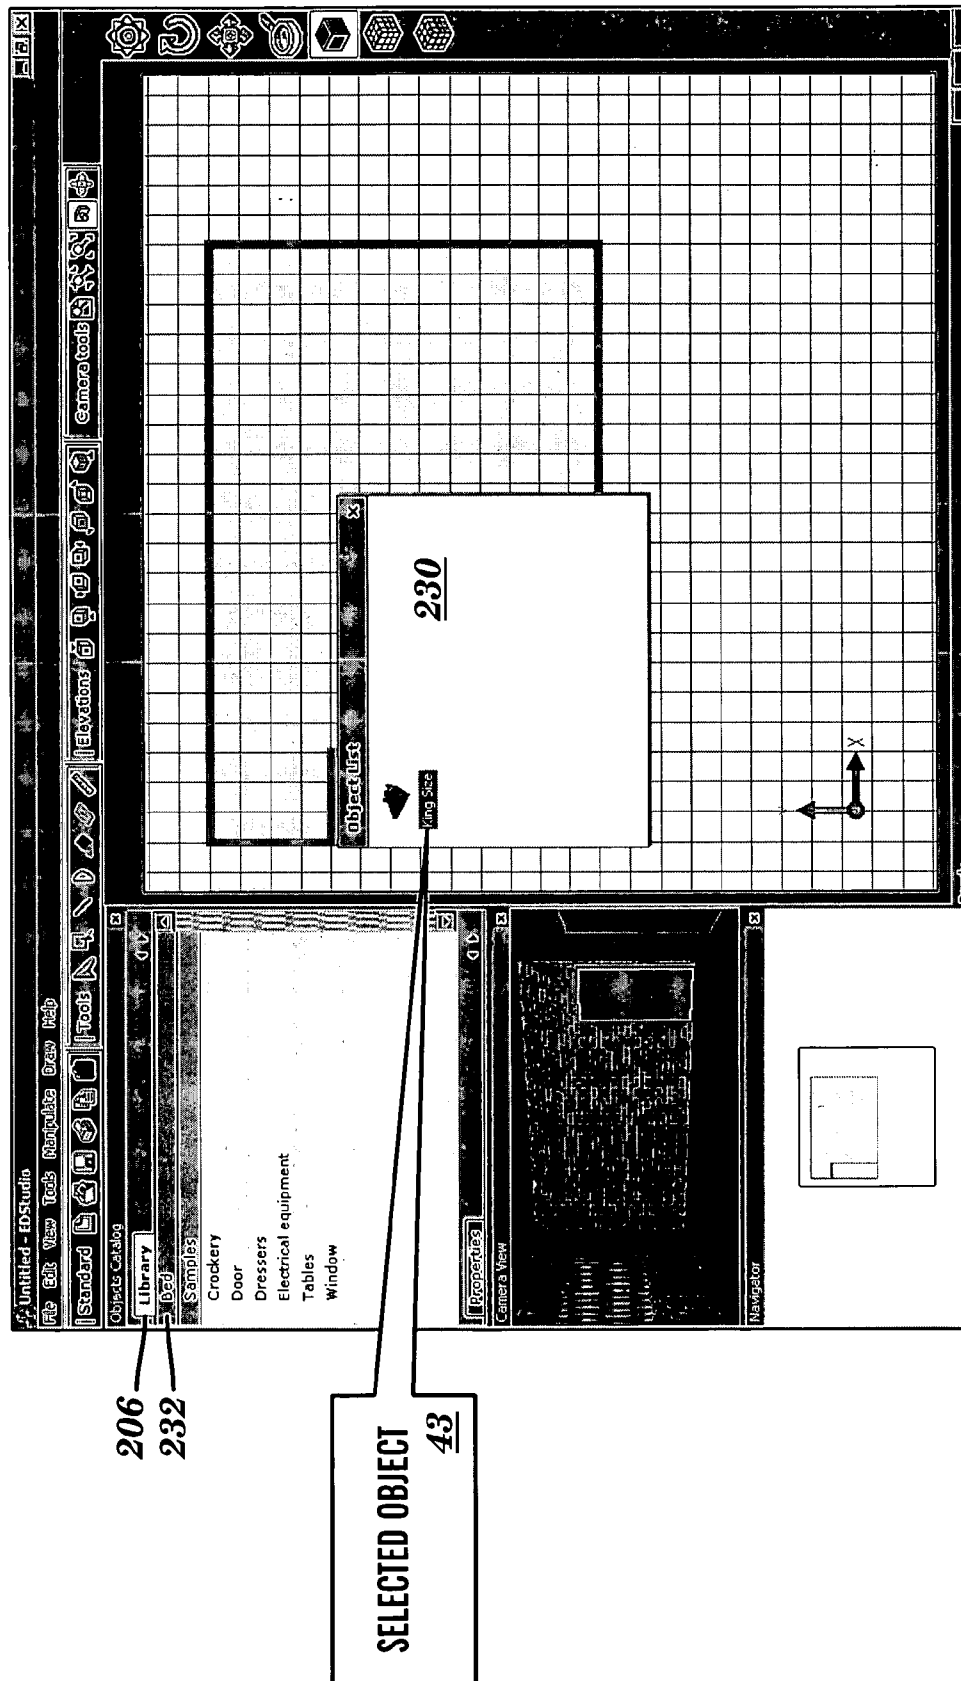 Untitled - EDStudio
File Edit View Tools Manipulate Draw Help
Standard
Tools
Elevations
Camera tools
Objects Catalog
Library
Bed
Samples
Crockery
Door
Dressers
Electrical equipment
Tables
Window
Properties
Camera View
Navigator
Object List
King Size
230
X
206
232
SELECTED OBJECT
43